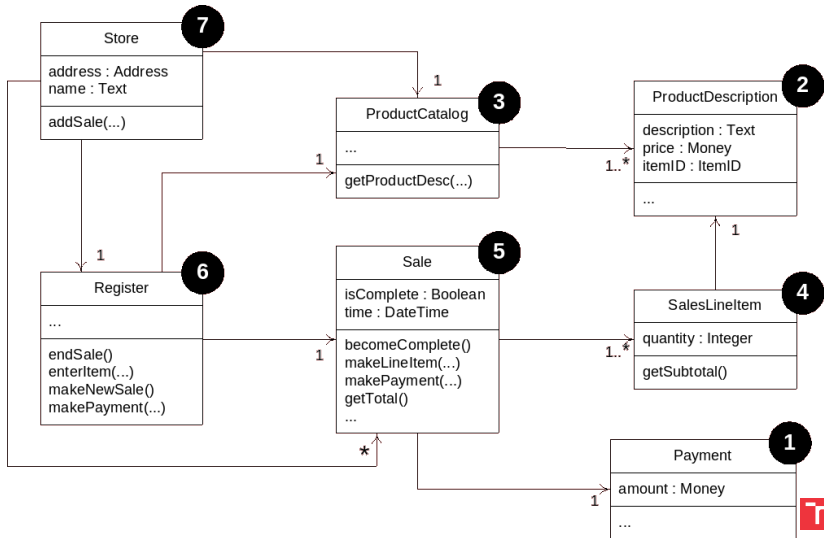 7
Store
address : Address
name : Text
addSale(...)
1
3
ProductCatalog
...
getProductDesc(...)
1
2
ProductDescription
description : Text
price : Money
itemID : ItemID
...
1..*
1
1
6
Register
...
endSale()
enterItem(...)
makeNewSale()
makePayment(...)
1
5
Sale
isComplete : Boolean
time : DateTime
becomeComplete()
makeLineItem(...)
makePayment(...)
getTotal()
...
*
4
SalesLineItem
quantity : Integer
getSubtotal()
1..*
1
Payment
amount : Money
...
1